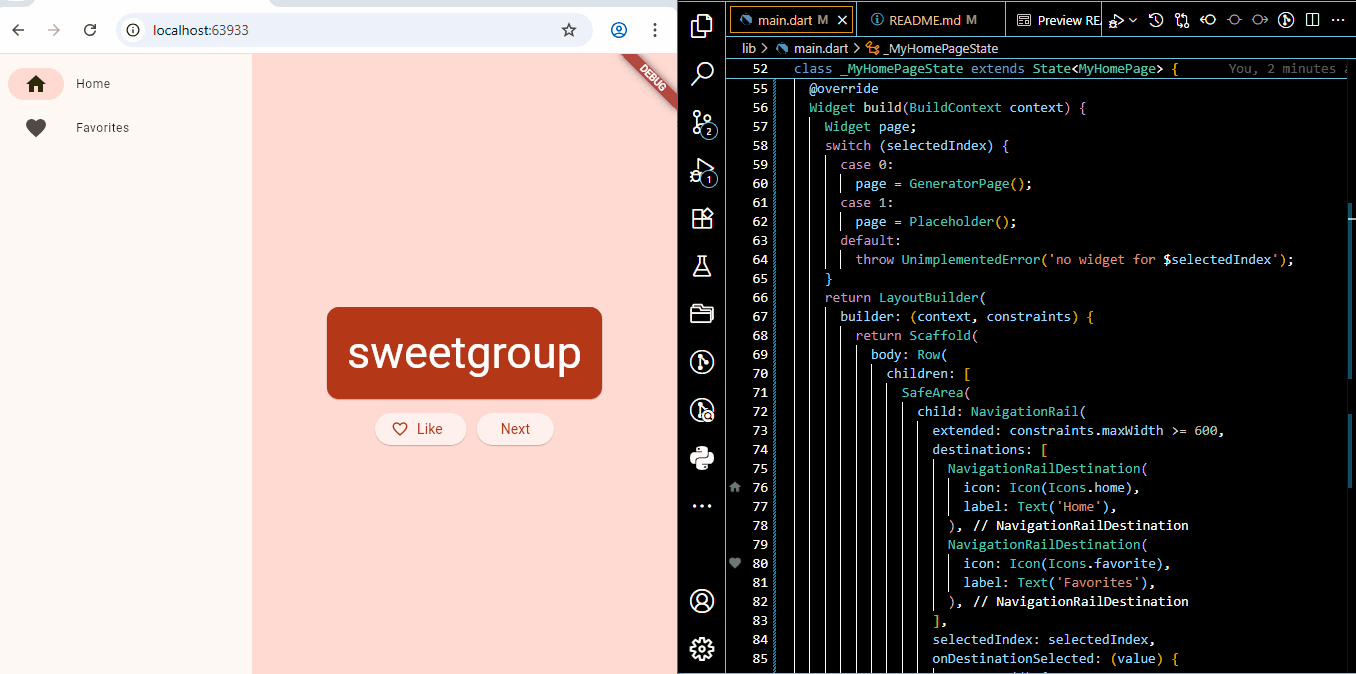 localhost:63933
Home
Favorites
DEBUG
sweetgroup
Like
Next
main.dart M
README.md M
Preview RE
lib > main.dart > _MyHomePageState
52 class _MyHomePageState extends State<MyHomePage> { You, 2 minutes a
55 @override
56 Widget build(BuildContext context) {
57 Widget page;
58 switch (selectedIndex) {
59 case 0:
60 page = GeneratorPage();
61 case 1:
62 page = Placeholder();
63 default:
64 throw UnimplementedError('no widget for $selectedIndex');
65 }
66 return LayoutBuilder(
67 builder: (context, constraints) {
68 return Scaffold(
69 body: Row(
70 children: [
71 SafeArea(
72 child: NavigationRail(
73 extended: constraints.maxWidth >= 600,
74 destinations: [
75 NavigationRailDestination(
76 icon: Icon(Icons.home),
77 label: Text('Home'),
78 ), // NavigationRailDestination
79 NavigationRailDestination(
80 icon: Icon(Icons.favorite),
81 label: Text('Favorites'),
82 ), // NavigationRailDestination
83 ],
84 selectedIndex: selectedIndex,
85 onDestinationSelected: (value) {
2
1